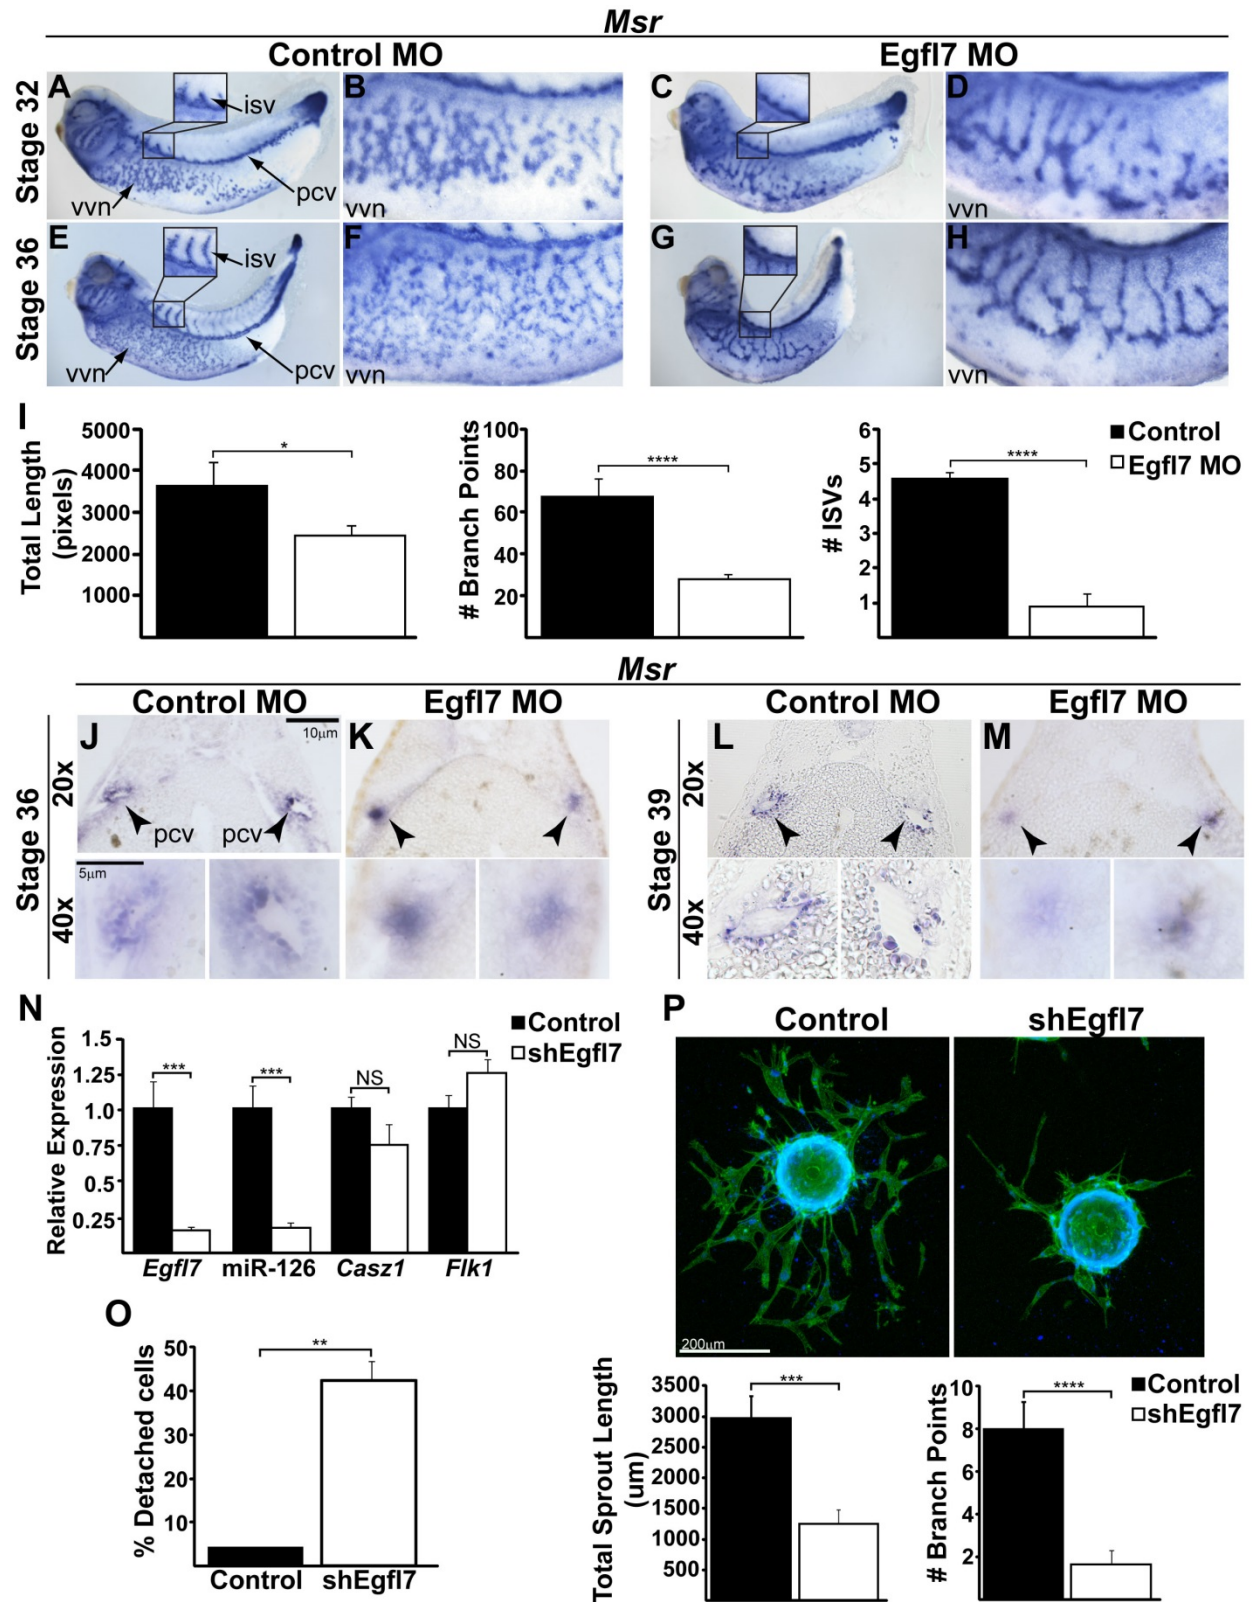 Msr
Control MO
Egfl7 MO
Stage 32
A
isv
vvn
pcv
B
vvn
C
D
vvn
Stage 36
E
isv
vvn
pcv
F
vvn
G
H
vvn
I
Total Length (pixels)
5000
4000
3000
2000
1000
*
# Branch Points
100
80
60
40
20
****
# ISVs
6
5
4
3
2
1
****
Control
Egfl7 MO
Msr
Control MO
Egfl7 MO
Control MO
Egfl7 MO
Stage 36
20x
40x
J
10µm
pcv
pcv
5µm
K
Stage 39
20x
40x
L
M
N
Control
shEgfl7
Relative Expression
1.5
1.25
1.0
0.75
0.5
0.25
***
***
NS
NS
Egfl7
miR-126
Casz1
Flk1
O
% Detached cells
50
40
30
20
10
**
Control
shEgfl7
P
Control
shEgfl7
200µm
Total Sprout Length (um)
3500
3000
2500
2000
1500
1000
500
***
# Branch Points
10
8
6
4
2
****
Control
shEgfl7